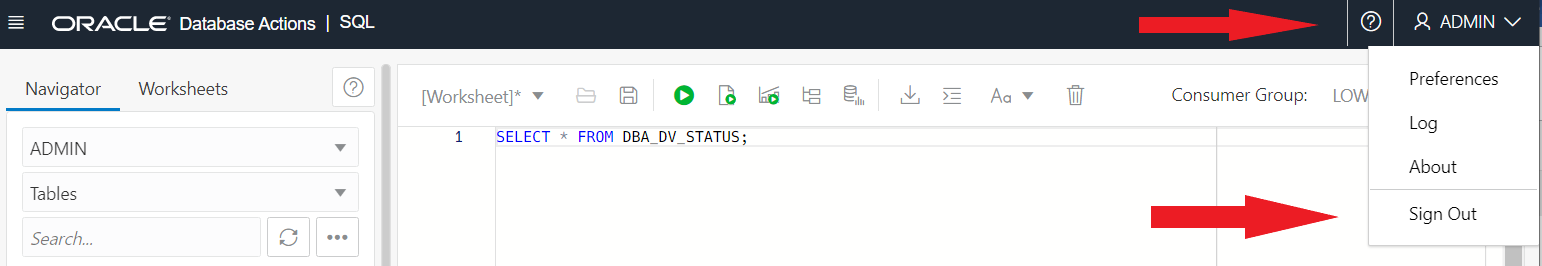 ORACLE Database Actions | SQL
ADMIN
Preferences
Log
About
Sign Out
Navigator
Worksheets
ADMIN
Tables
Search...
[Worksheet]*
Aa
Consumer Group: LOW
1 SELECT * FROM DBA_DV_STATUS;